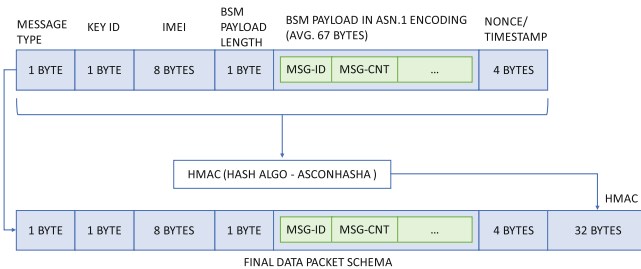 MESSAGE TYPE
KEY ID
IMEI
BSM PAYLOAD LENGTH
BSM PAYLOAD IN ASN.1 ENCODING
(AVG. 67 BYTES)
NONCE/
TIMESTAMP
1 BYTE
1 BYTE
8 BYTES
1 BYTE
MSG-ID
MSG-CNT
...
4 BYTES
HMAC (HASH ALGO - ASCONHASHA )
HMAC
1 BYTE
1 BYTE
8 BYTES
1 BYTE
MSG-ID
MSG-CNT
...
4 BYTES
32 BYTES
FINAL DATA PACKET SCHEMA